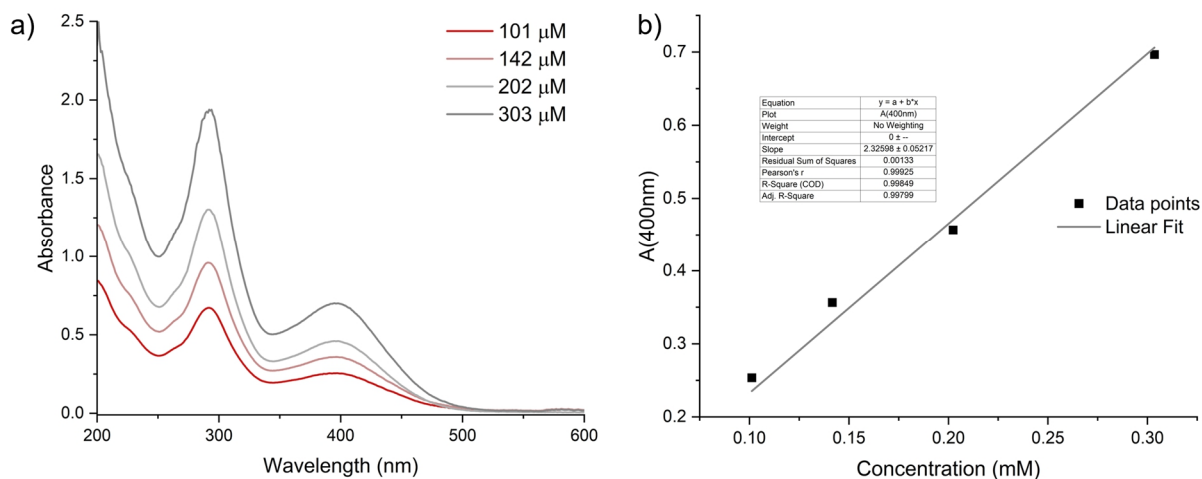 a)
101 μM
142 μM
202 μM
303 μM
2.5
2.0
1.5
1.0
0.5
0.0
Absorbance
200
300
400
500
600
Wavelength (nm)
b)
Equation y = a + b*x
Plot A(400nm)
Weight No Weighting
Intercept 0 ± --
Slope 2.32598 ± 0.05217
Residual Sum of Squares 0.00133
Pearson's r 0.99925
R-Square (COD) 0.99849
Adj. R-Square 0.99799
Data points
Linear Fit
0.7
0.6
0.5
0.4
0.3
0.2
A(400nm)
0.10
0.15
0.20
0.25
0.30
Concentration (mM)